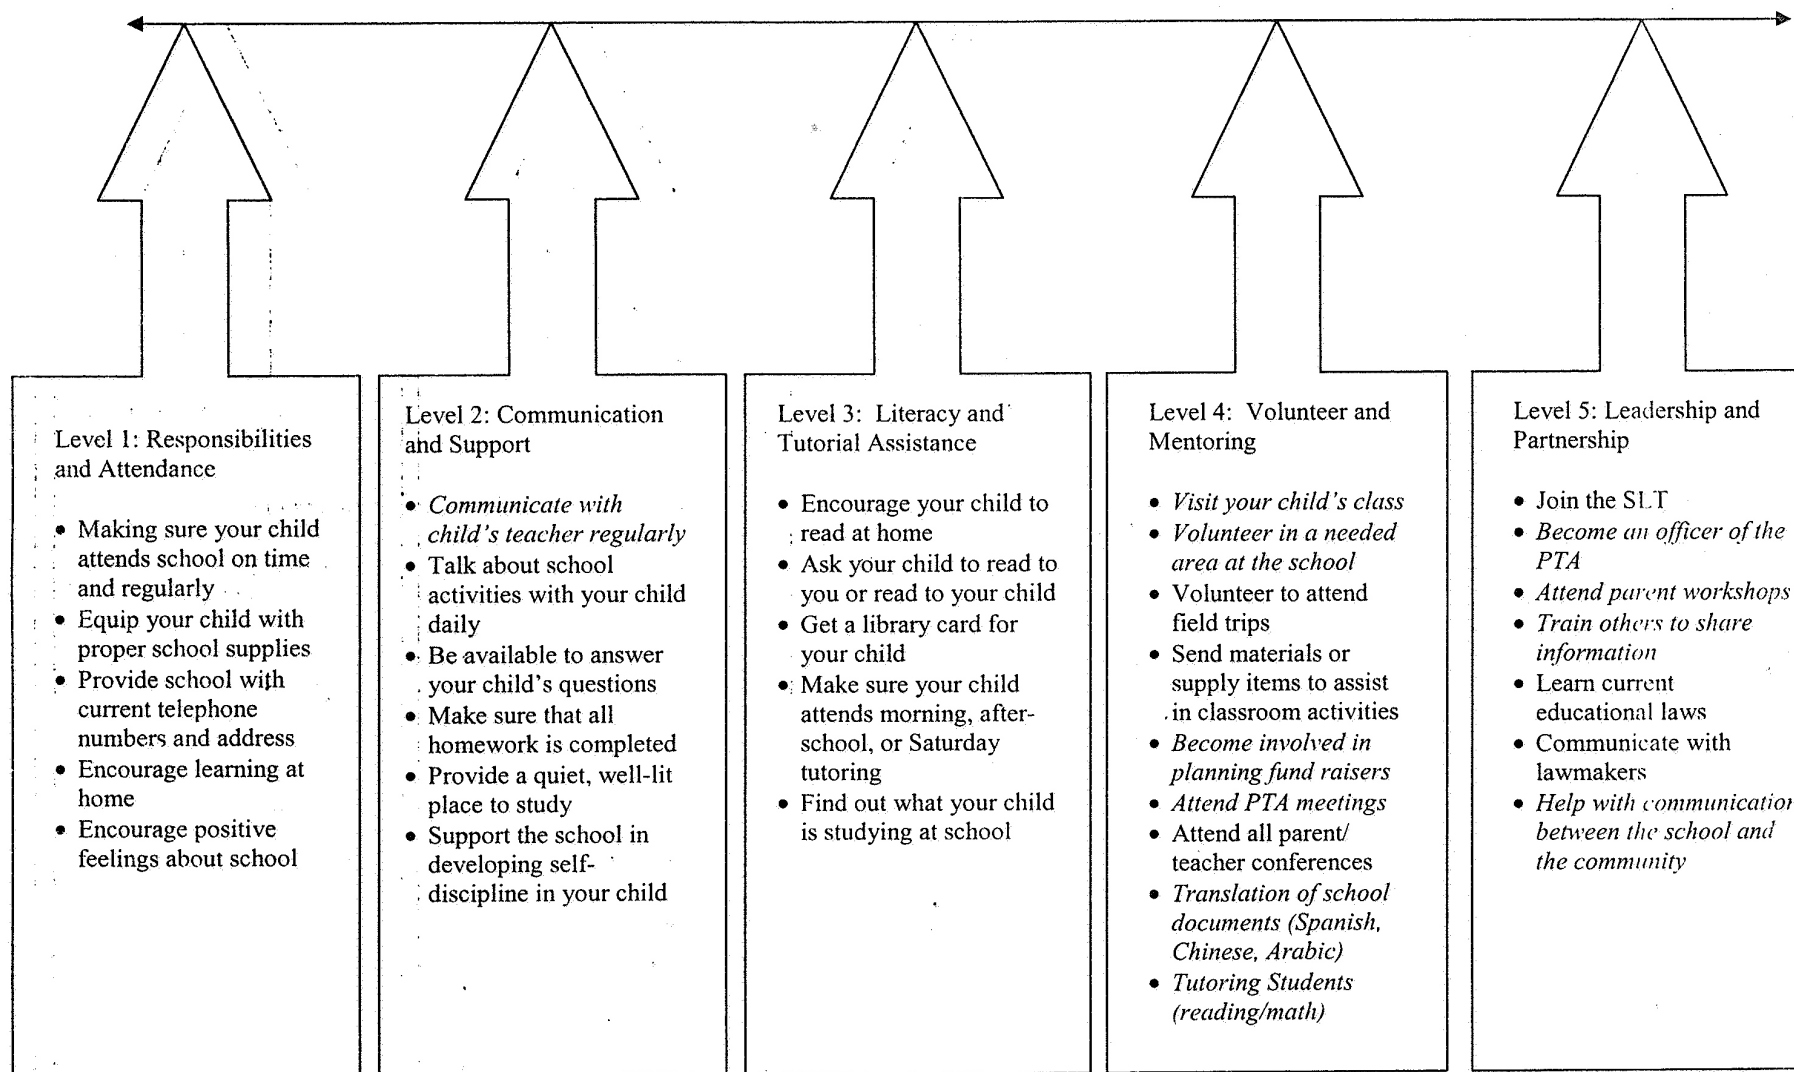 Level 1: Responsibilities
and Attendance
• Making sure your child
attends school on time
and regularly
• Equip your child with
proper school supplies
• Provide school with
current telephone
numbers and address
• Encourage learning at
home
• Encourage positive
feelings about school
Level 2: Communication
and Support
• Communicate with
child's teacher regularly
• Talk about school
activities with your child
daily
• Be available to answer
your child's questions
• Make sure that all
homework is completed
• Provide a quiet, well-lit
place to study
• Support the school in
developing self-
discipline in your child
Level 3: Literacy and
Tutorial Assistance
• Encourage your child to
read at home
• Ask your child to read to
you or read to your child
• Get a library card for
your child
• Make sure your child
attends morning, after-
school, or Saturday
tutoring
• Find out what your child
is studying at school
Level 4: Volunteer and
Mentoring
• Visit your child's class
• Volunteer in a needed
area at the school
• Volunteer to attend
field trips
• Send materials or
supply items to assist
in classroom activities
• Become involved in
planning fund raisers
• Attend PTA meetings
• Attend all parent/
teacher conferences
• Translation of school
documents (Spanish,
Chinese, Arabic)
• Tutoring Students
(reading/math)
Level 5: Leadership and
Partnership
• Join the SLT
• Become an officer of the
PTA
• Attend parent workshops
• Train others to share
information
• Learn current
educational laws
• Communicate with
lawmakers
• Help with communication
between the school and
the community